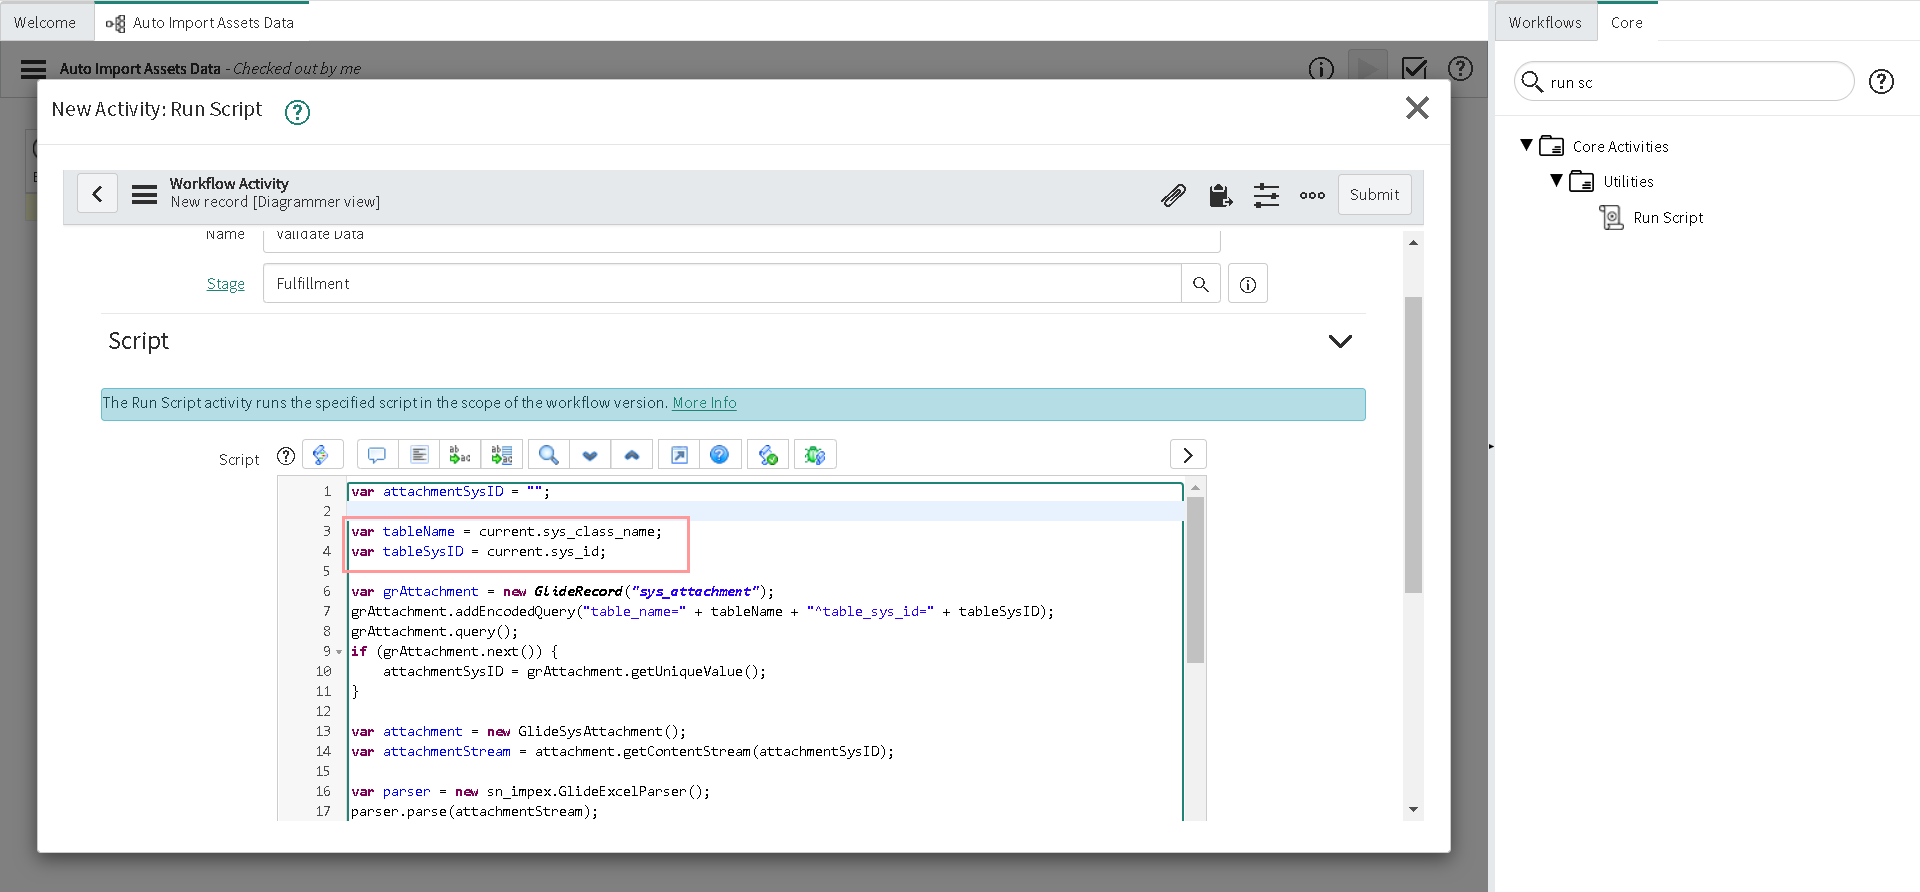 Welcome
Auto Import Assets Data
Workflows
Core
Auto Import Assets Data - Checked out by me
run sc
New Activity: Run Script
Core Activities
Utilities
Run Script
Workflow Activity
New record [Diagrammer view]
Submit
Name
Validate Data
Stage
Fulfillment
Script
The Run Script activity runs the specified script in the scope of the workflow version. More Info
Script
1 var attachmentSysID = "";
2
3 var tableName = current.sys_class_name;
4 var tableSysID = current.sys_id;
5
6 var grAttachment = new GlideRecord("sys_attachment");
7 grAttachment.addEncodedQuery("table_name=" + tableName + "^table_sys_id=" + tableSysID);
8 grAttachment.query();
9 if (grAttachment.next()) {
10 attachmentSysID = grAttachment.getUniqueValue();
11 }
12
13 var attachment = new GlideSysAttachment();
14 var attachmentStream = attachment.getContentStream(attachmentSysID);
15
16 var parser = new sn_impex.GlideExcelParser();
17 parser.parse(attachmentStream);